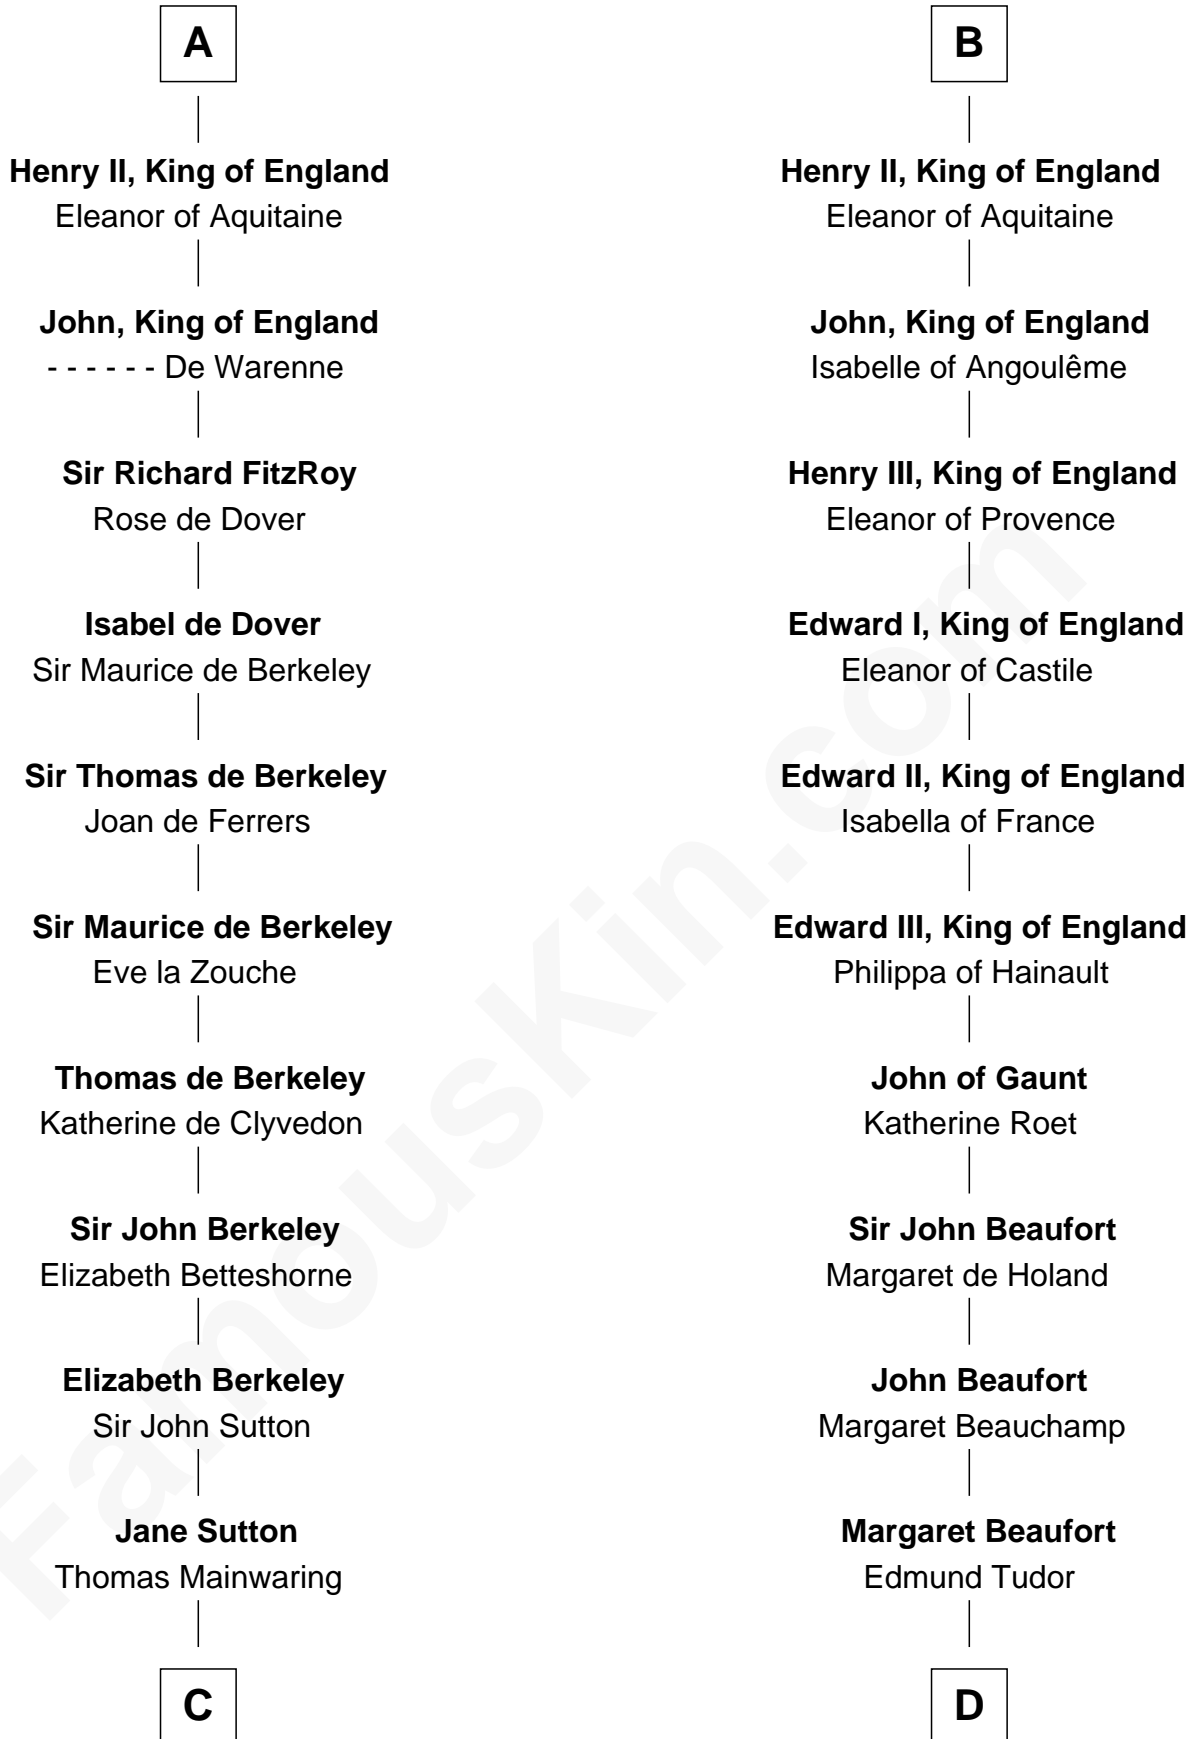 A
Henry II, King of England
Eleanor of Aquitaine
John, King of England
- - - - - - De Warenne
Sir Richard FitzRoy
Rose de Dover
Isabel de Dover
Sir Maurice de Berkeley
Sir Thomas de Berkeley
Joan de Ferrers
Sir Maurice de Berkeley
Eve la Zouche
Thomas de Berkeley
Katherine de Clyvedon
Sir John Berkeley
Elizabeth Betteshorne
Elizabeth Berkeley
Sir John Sutton
Jane Sutton
Thomas Mainwaring
C
B
Henry II, King of England
Eleanor of Aquitaine
John, King of England
Isabelle of Angoulême
Henry III, King of England
Eleanor of Provence
Edward I, King of England
Eleanor of Castile
Edward II, King of England
Isabella of France
Edward III, King of England
Philippa of Hainault
John of Gaunt
Katherine Roet
Sir John Beaufort
Margaret de Holand
John Beaufort
Margaret Beauchamp
Margaret Beaufort
Edmund Tudor
D
FamousKin.com